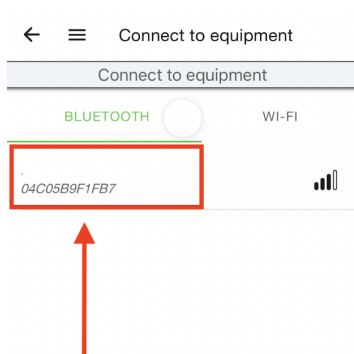 Connect to equipment
Connect to equipment
BLUETOOTH WI-FI
.
04C05B9F1FB7